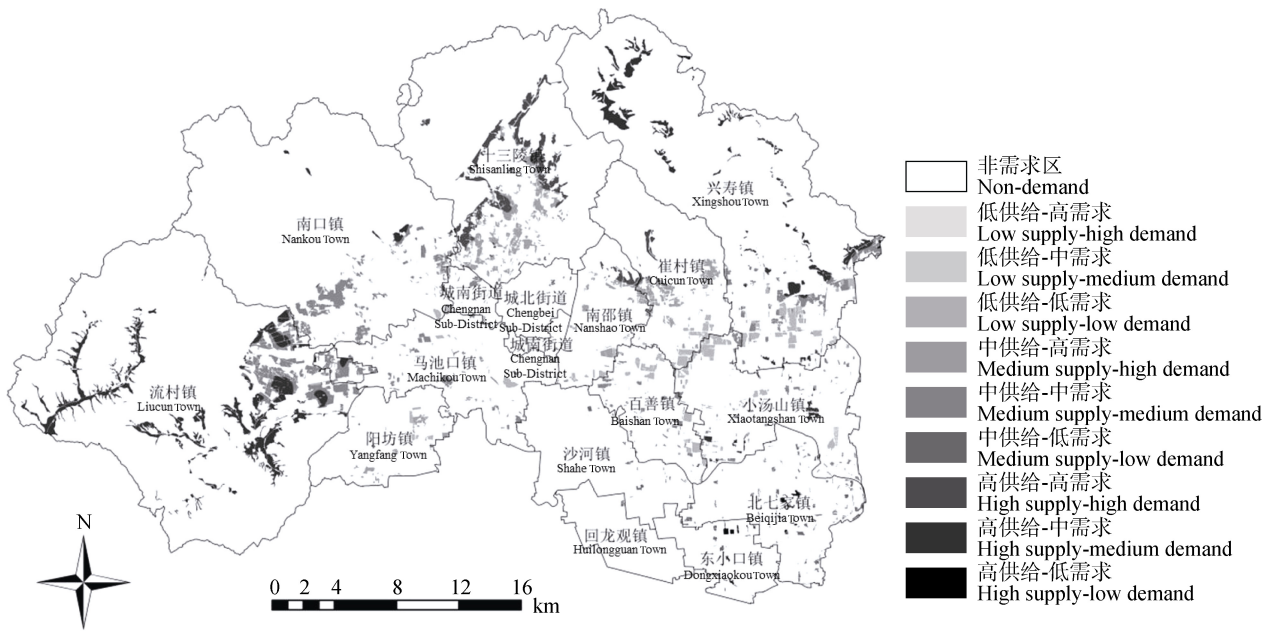 十三陵镇
Shisanling Town
兴寿镇
Xingshou Town
南口镇
Nankou Town
崔村镇
Cuicun Town
城南街道
Chengnan
Sub-District
城北街道
Chengbei
Sub-District
南邵镇
Nanshao Town
城南街道
Chengnan
Sub-District
马池口镇
Machikou Town
流村镇
Liucun Town
百善镇
Baishan Town
小汤山镇
Xiaotangshan Town
阳坊镇
Yangfang Town
沙河镇
Shahe Town
北七家镇
Beiqijia Town
回龙观镇
Huilongguan Town
东小口镇
Dongxiaokou Town
N
0 2 4 8 12 16
km
非需求区
Non-demand
低供给-高需求
Low supply-high demand
低供给-中需求
Low supply-medium demand
低供给-低需求
Low supply-low demand
中供给-高需求
Medium supply-high demand
中供给-中需求
Medium supply-medium demand
中供给-低需求
Medium supply-low demand
高供给-高需求
High supply-high demand
高供给-中需求
High supply-medium demand
高供给-低需求
High supply-low demand